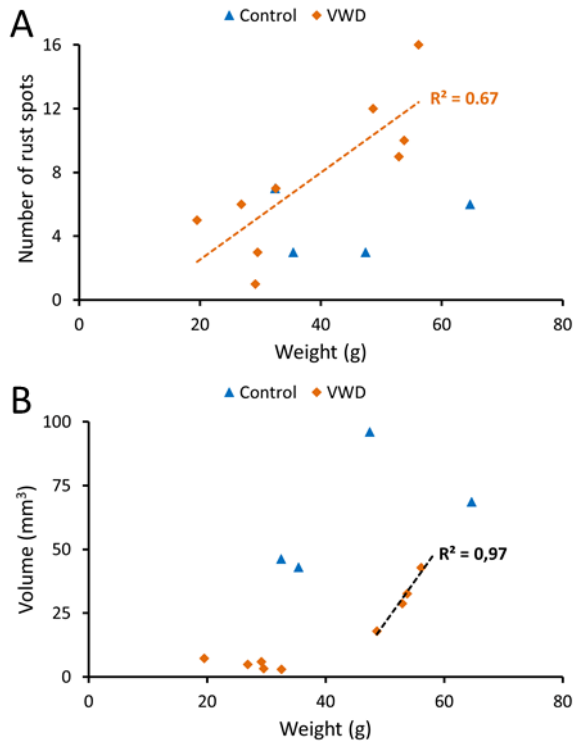 A
Control VWD
16
12
8
4
0
Number of rust spots
R² = 0.67
0 20 40 60 80
Weight (g)
B
Control VWD
100
75
50
25
0
Volume (mm³)
R² = 0,97
0 20 40 60 80
Weight (g)